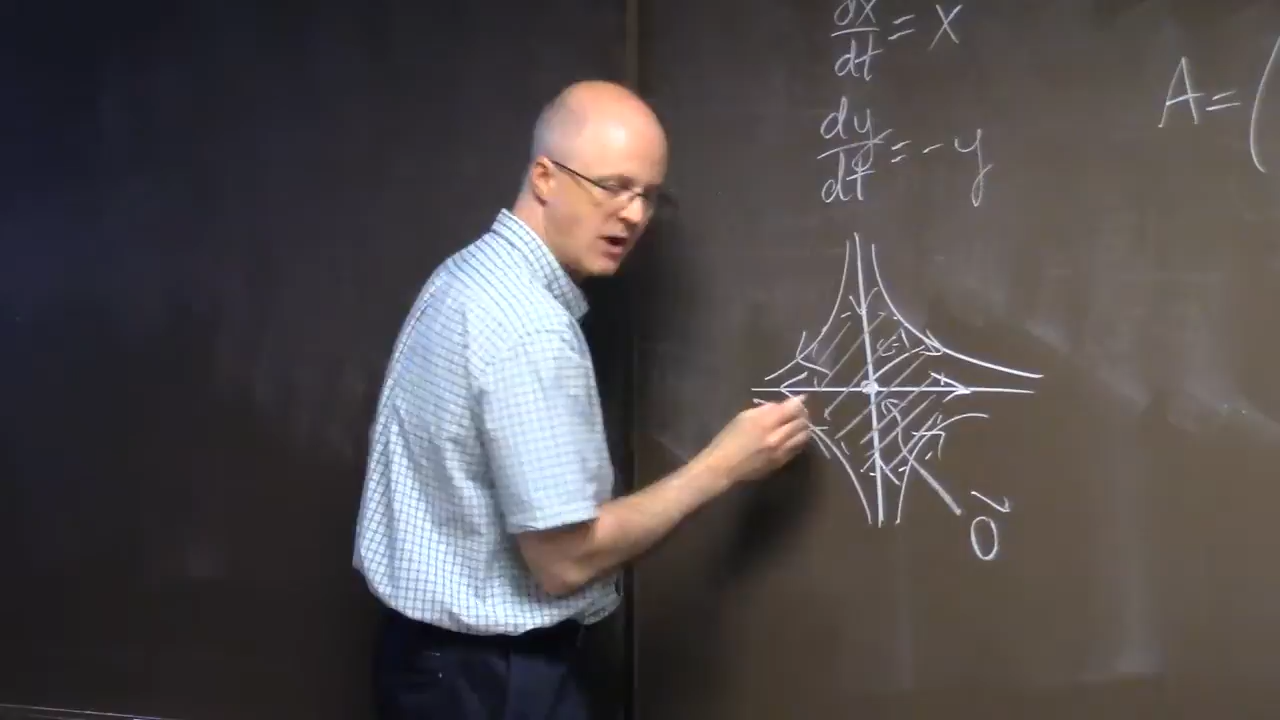 dx/dt = x
dy/dt = -y
A = (
0⃗